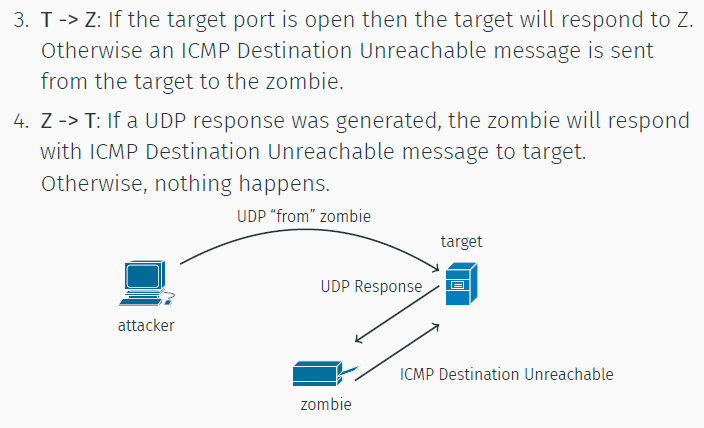 3. T -> Z: If the target port is open then the target will respond to Z.
Otherwise an ICMP Destination Unreachable message is sent
from the target to the zombie.
4. Z -> T: If a UDP response was generated, the zombie will respond
with ICMP Destination Unreachable message to target.
Otherwise, nothing happens.
UDP “from” zombie
target
UDP Response
attacker
ICMP Destination Unreachable
zombie